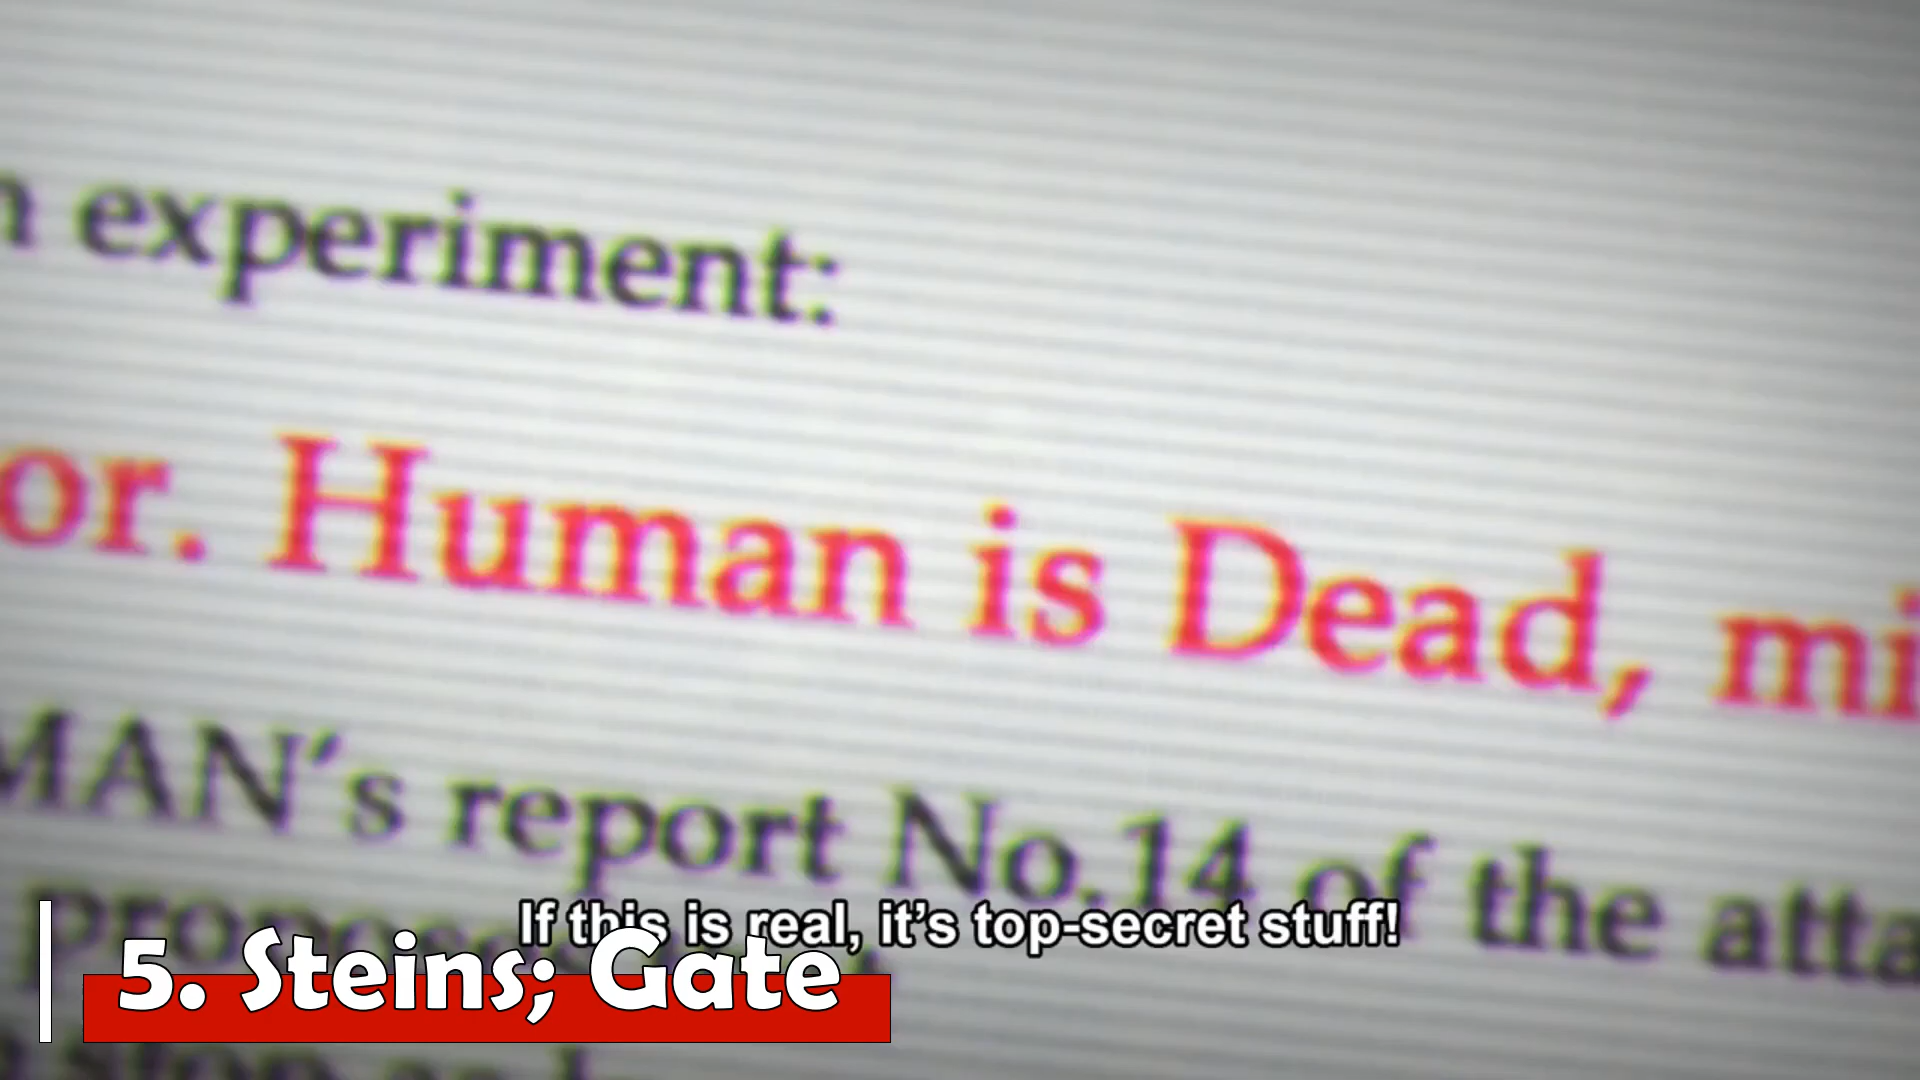 n experiment:
or. Human is Dead, mi
MAN's report No.14 of the atta
If this is real, it's top-secret stuff!
5. Steins; Gate